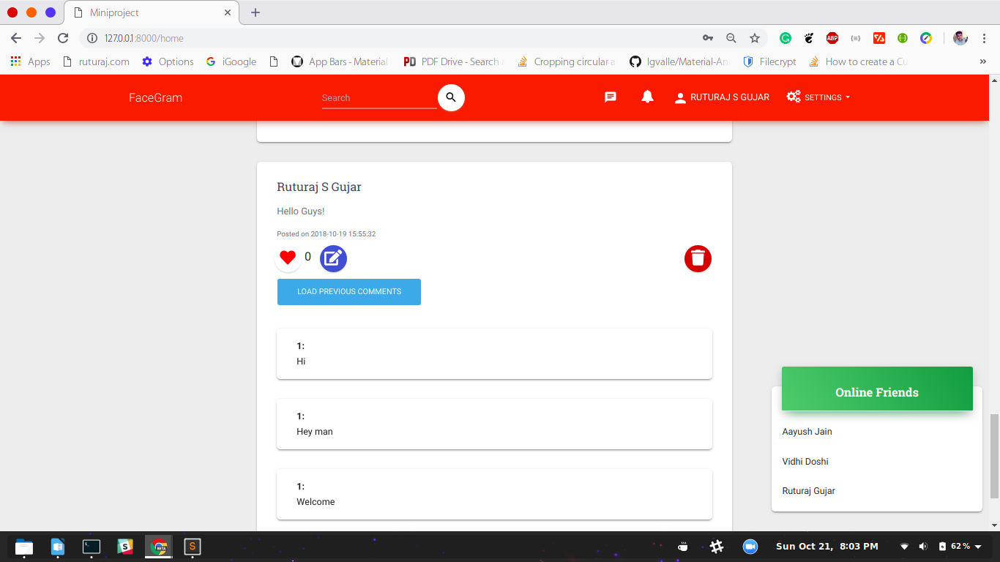 Miniproject
127.0.0.1:8000/home
Apps
ruturaj.com
Options
iGoogle
App Bars - Material
PDF Drive - Search
Cropping circular a
lgvalle/Material-An
Filecrypt
How to create a Cu
»
FaceGram
Search
RUTURAJ S GUJAR
SETTINGS
Ruturaj S Gujar
Hello Guys!
Posted on 2018-10-19 15:55:32
0
LOAD PREVIOUS COMMENTS
1:
Hi
1:
Hey man
1:
Welcome
Online Friends
Aayush Jain
Vidhi Doshi
Ruturaj Gujar
Sun Oct 21, 8:03 PM
62 %